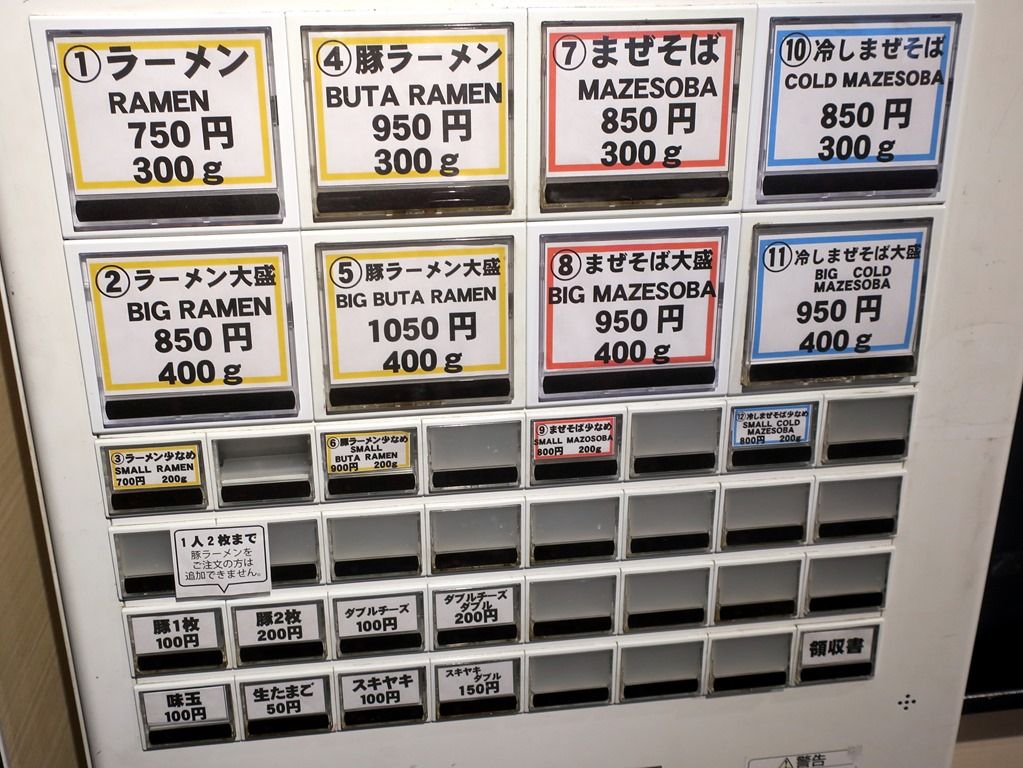 ①ラーメン
RAMEN
750円
300g
④豚ラーメン
BUTA RAMEN
950円
300g
⑦まぜそば
MAZESOBA
850円
300g
⑩冷しまぜそば
COLD MAZESOBA
850円
300g
②ラーメン大盛
BIG RAMEN
850円
400g
⑤豚ラーメン大盛
BIG BUTA RAMEN
1050円
400g
⑧まぜそば大盛
BIG MAZESOBA
950円
400g
⑪冷しまぜそば大盛
BIG COLD
MAZESOBA
950円
400g
③ラーメン少なめ
SMALL RAMEN
700円 200g
⑥豚ラーメン少なめ
SMALL
BUTA RAMEN
900円 200g
⑨まぜそば少なめ
SMALL MAZOSOBA
800円 200g
⑫冷しまぜそば少なめ
SMALL COLD
MAZESOBA
800円 200g
1人2枚まで
豚ラーメンを
ご注文の方は
追加できません。
豚1枚
100円
豚2枚
200円
ダブルチーズ
100円
ダブルチーズ
ダブル
200円
味玉
100円
生たまご
50円
スキヤキ
100円
スキヤキ
ダブル
150円
領収書
警告